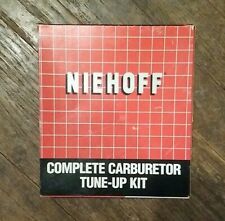 NIEHOFF
COMPLETE CARBURETOR
TUNE-UP KIT